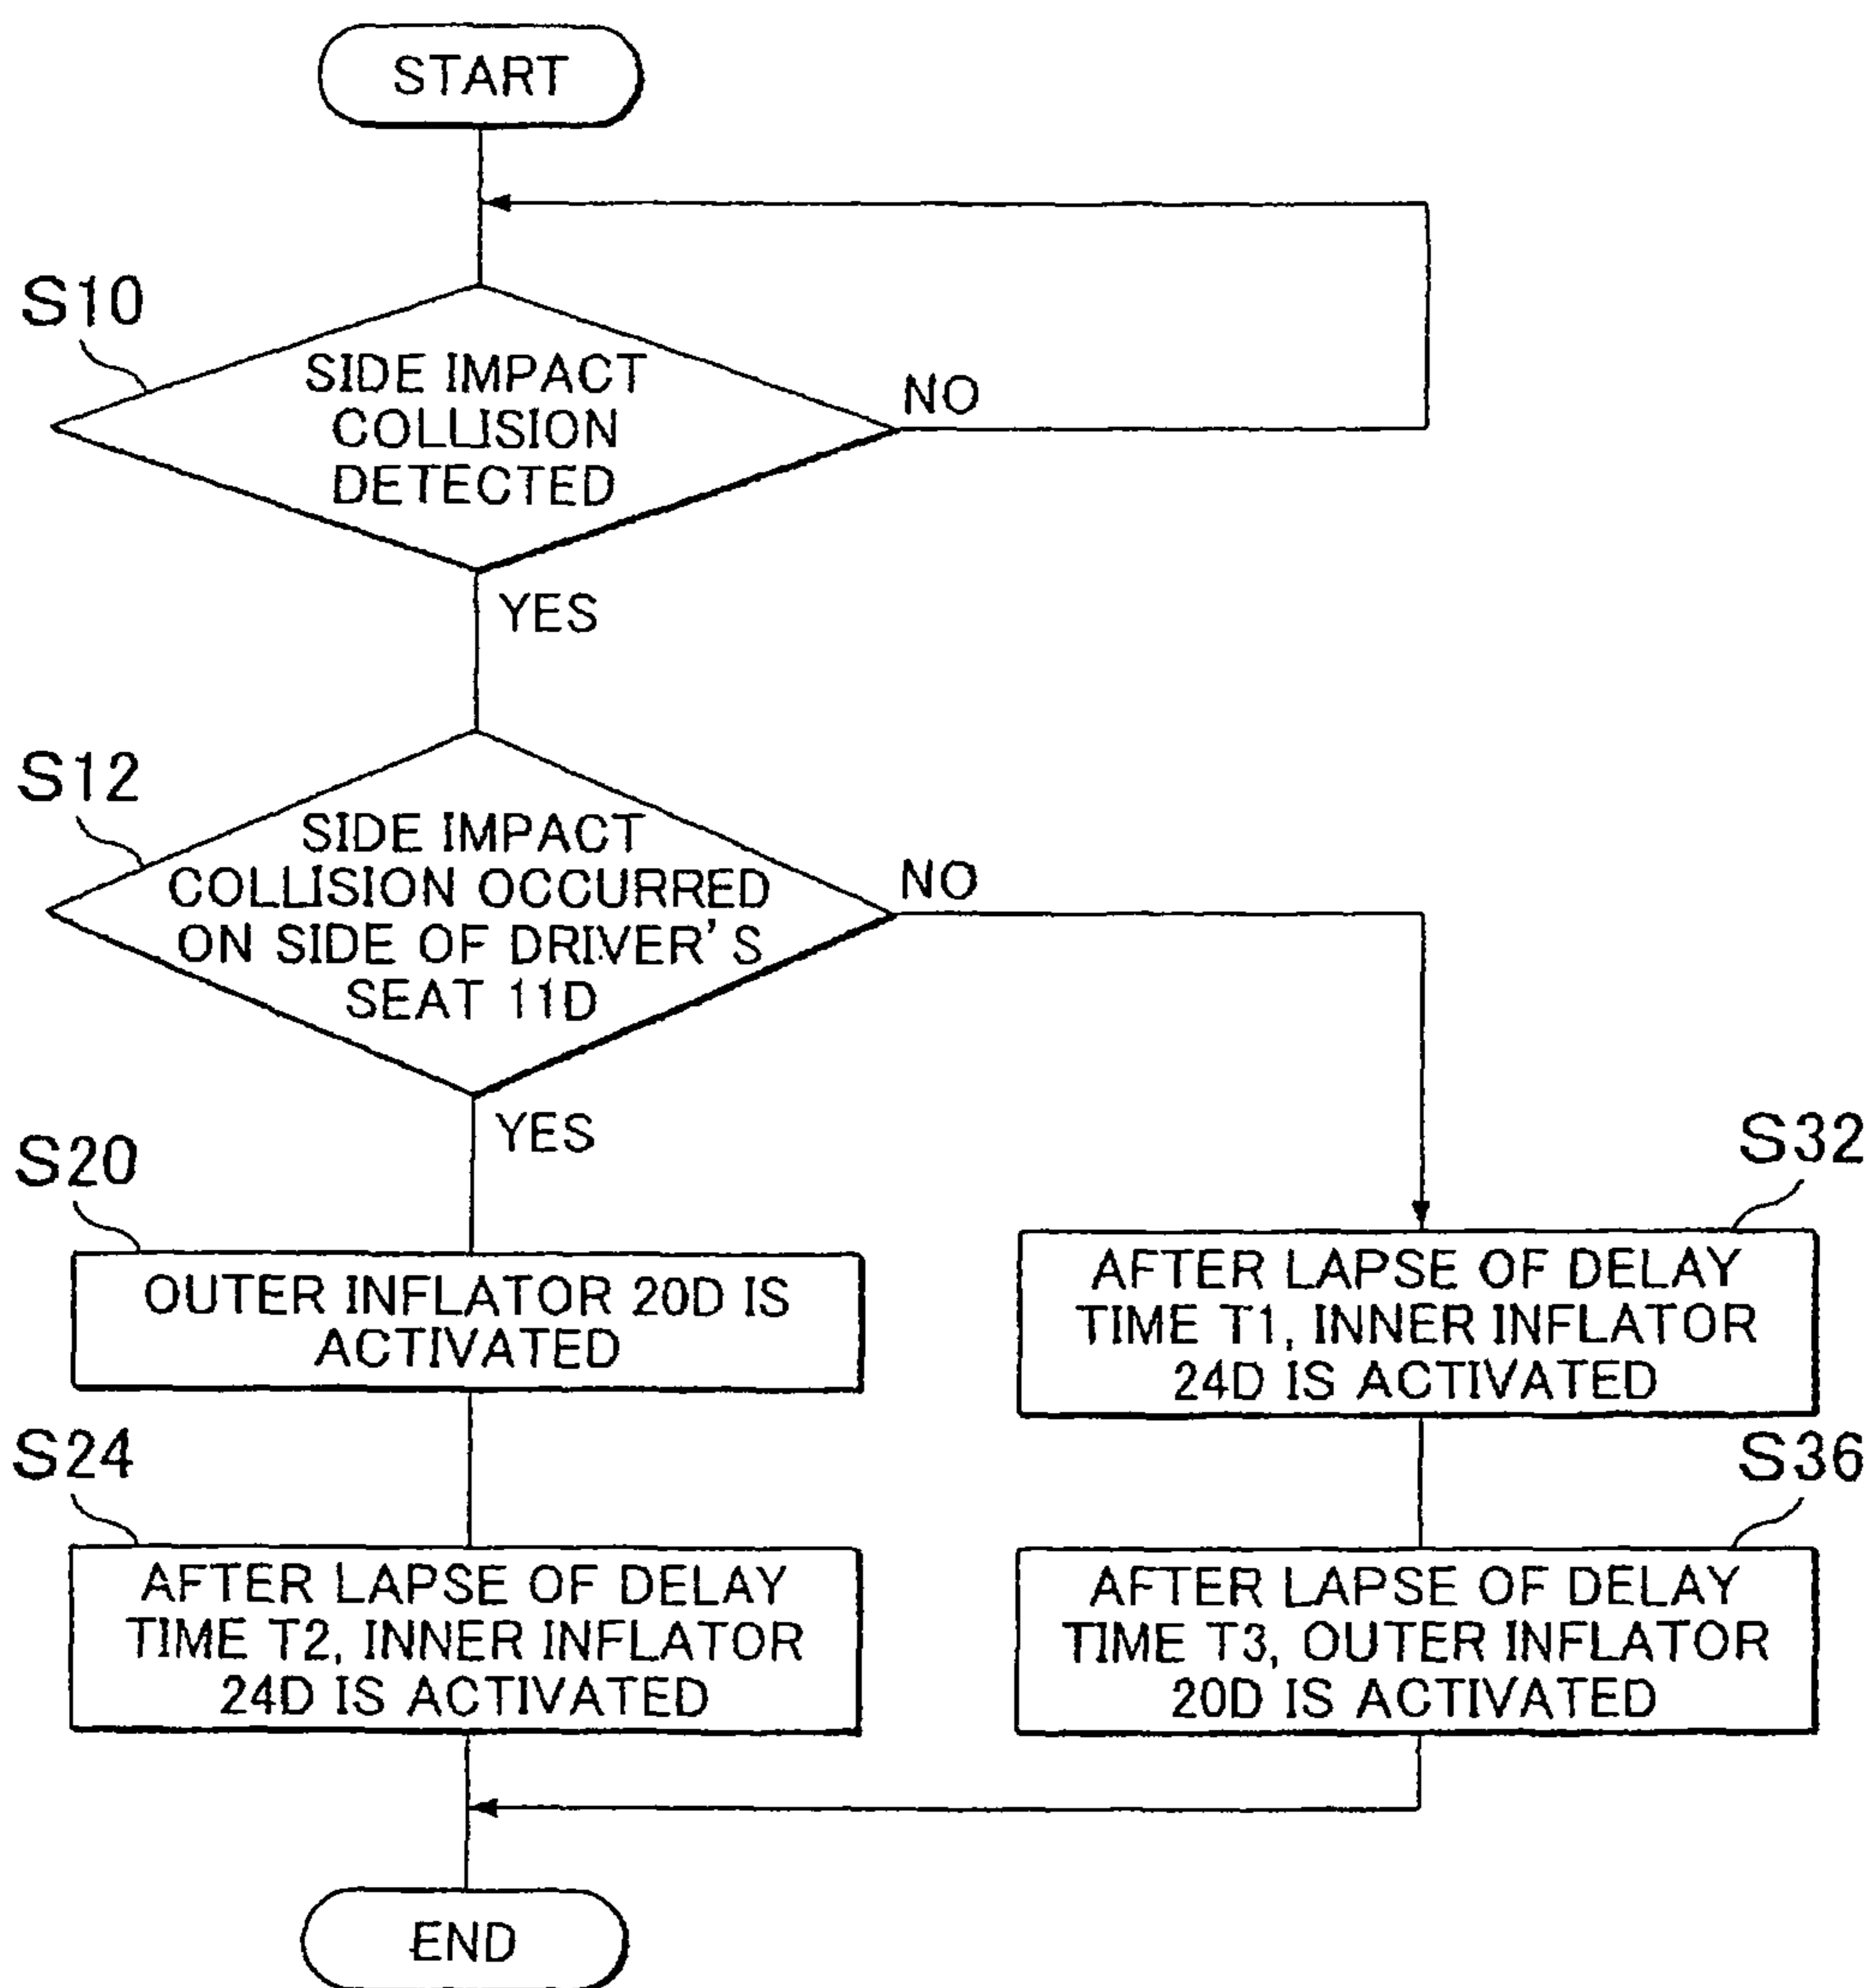 START
S10
SIDE IMPACT
COLLISION
DETECTED
NO
YES
S12
SIDE IMPACT
COLLISION OCCURRED
ON SIDE OF DRIVER'S
SEAT 11D
NO
YES
S20
OUTER INFLATOR 20D IS
ACTIVATED
S24
AFTER LAPSE OF DELAY
TIME T2, INNER INFLATOR
24D IS ACTIVATED
S32
AFTER LAPSE OF DELAY
TIME T1, INNER INFLATOR
24D IS ACTIVATED
S36
AFTER LAPSE OF DELAY
TIME T3, OUTER INFLATOR
20D IS ACTIVATED
END